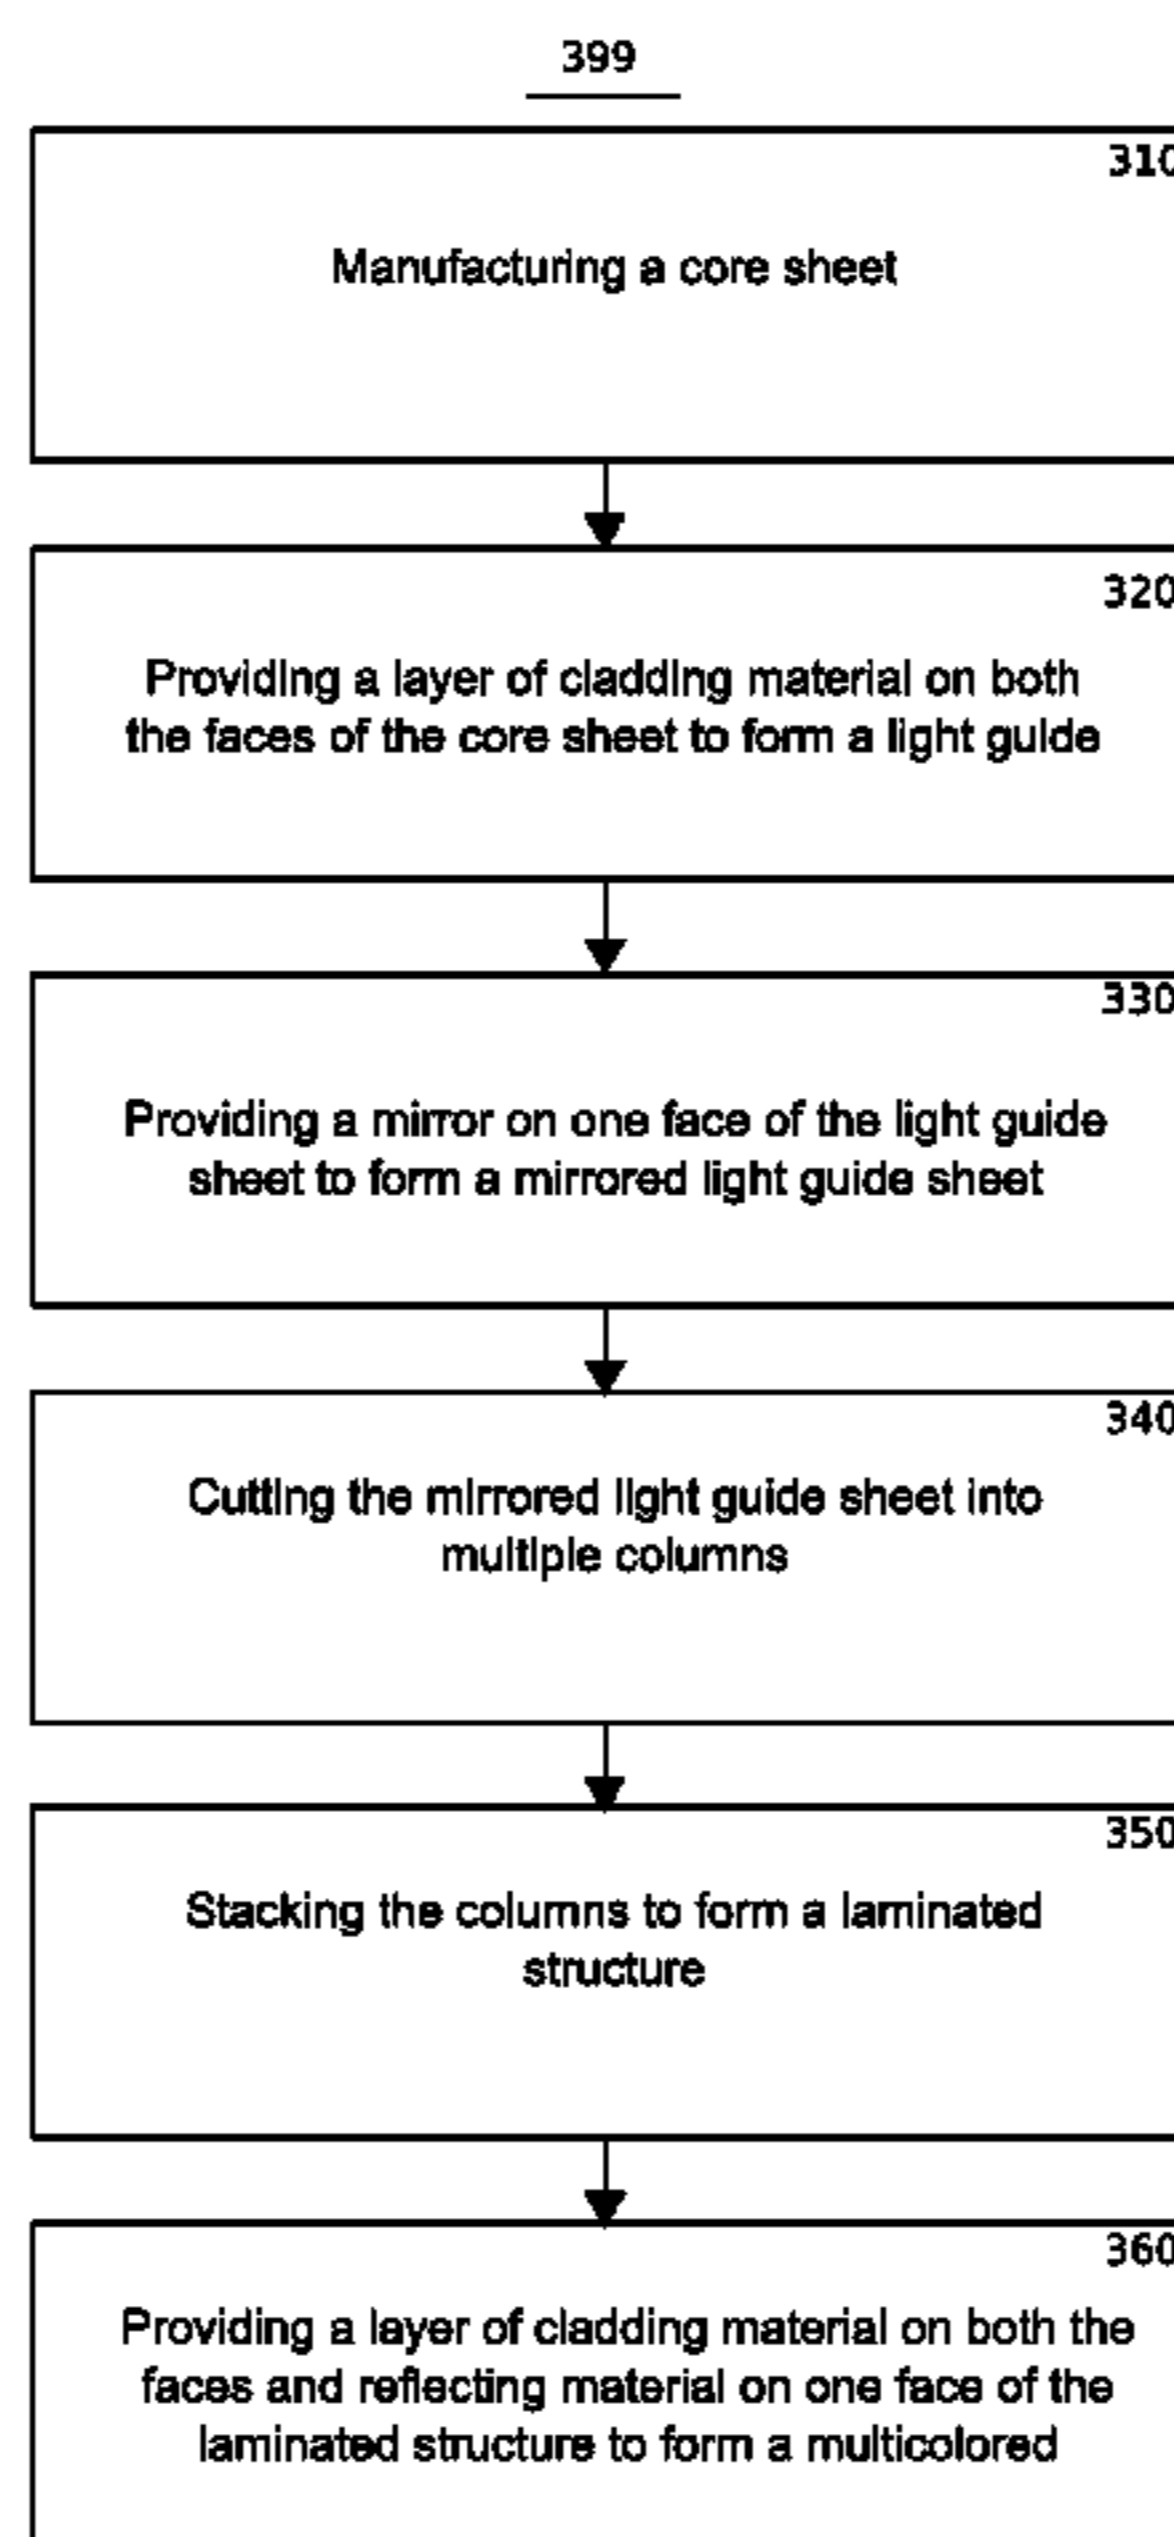 399
310
Manufacturing a core sheet
320
Providing a layer of cladding material on both
the faces of the core sheet to form a light guide
330
Providing a mirror on one face of the light guide
sheet to form a mirrored light guide sheet
340
Cutting the mirrored light guide sheet into
multiple columns
350
Stacking the columns to form a laminated
structure
360
Providing a layer of cladding material on both the
faces and reflecting material on one face of the
laminated structure to form a multicolored